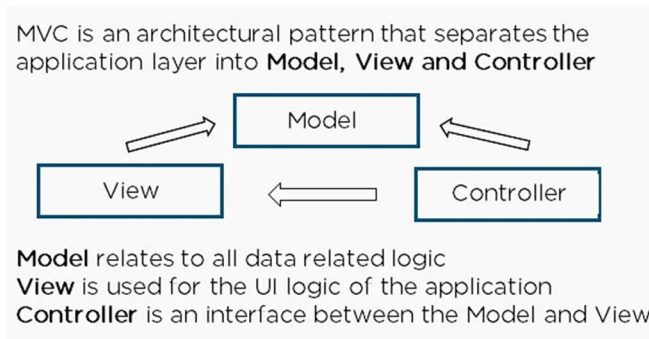 MVC is an architectural pattern that separates the
application layer into Model, View and Controller
Model
View
Controller
Model relates to all data related logic
View is used for the UI logic of the application
Controller is an interface between the Model and View